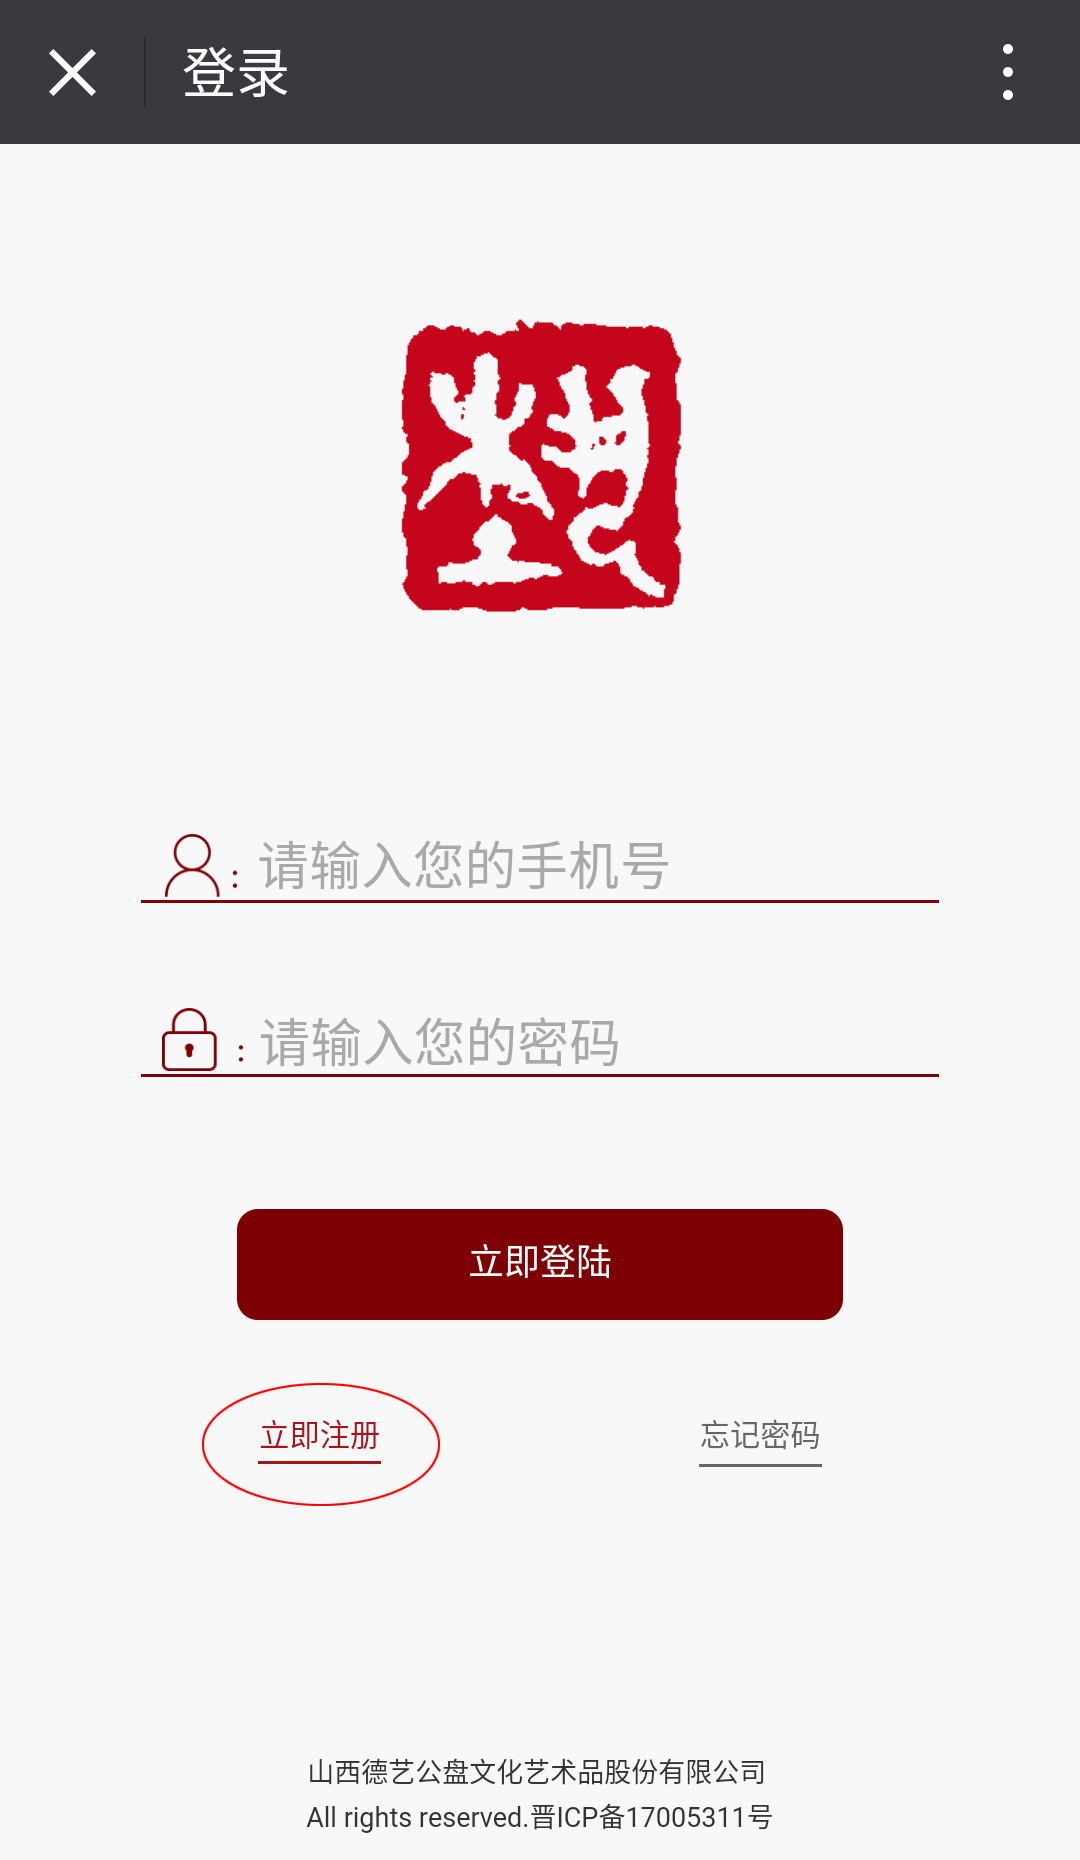 登录
: 请输入您的手机号
: 请输入您的密码
立即登陆
立即注册
忘记密码
山西德艺公盘文化艺术品股份有限公司
All rights reserved.晋ICP备17005311号